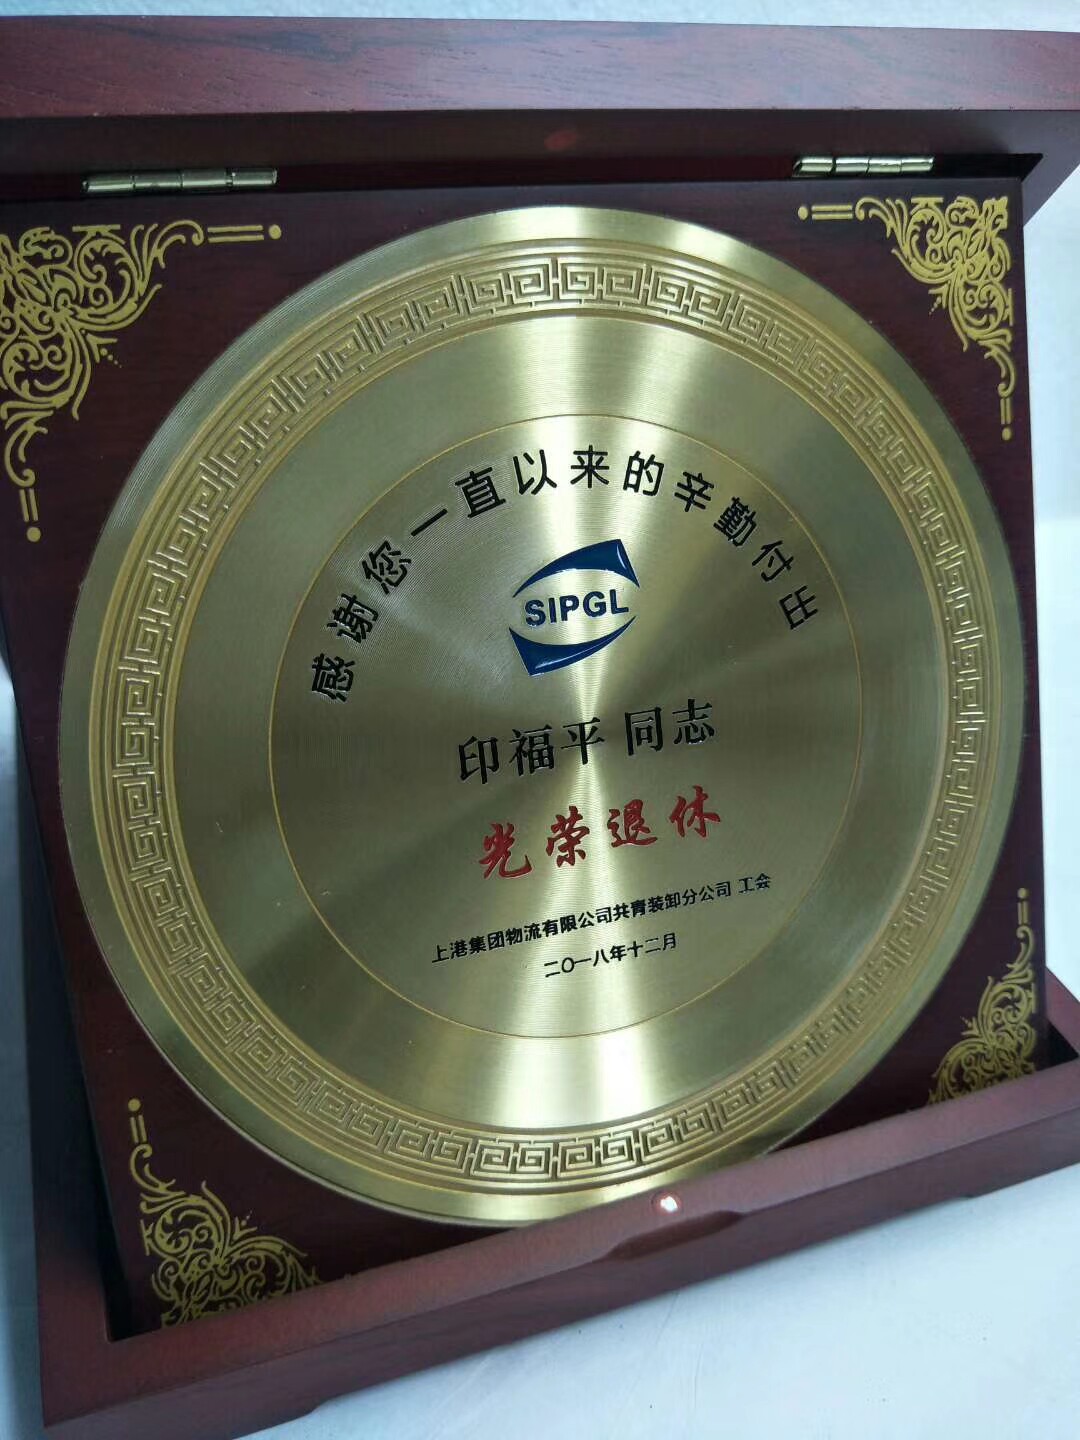 感谢您一直以来的辛勤付出
SIPGL
印福平 同志
光荣退休
上港集团物流有限公司共青装卸分公司 工会
二〇一八年十二月